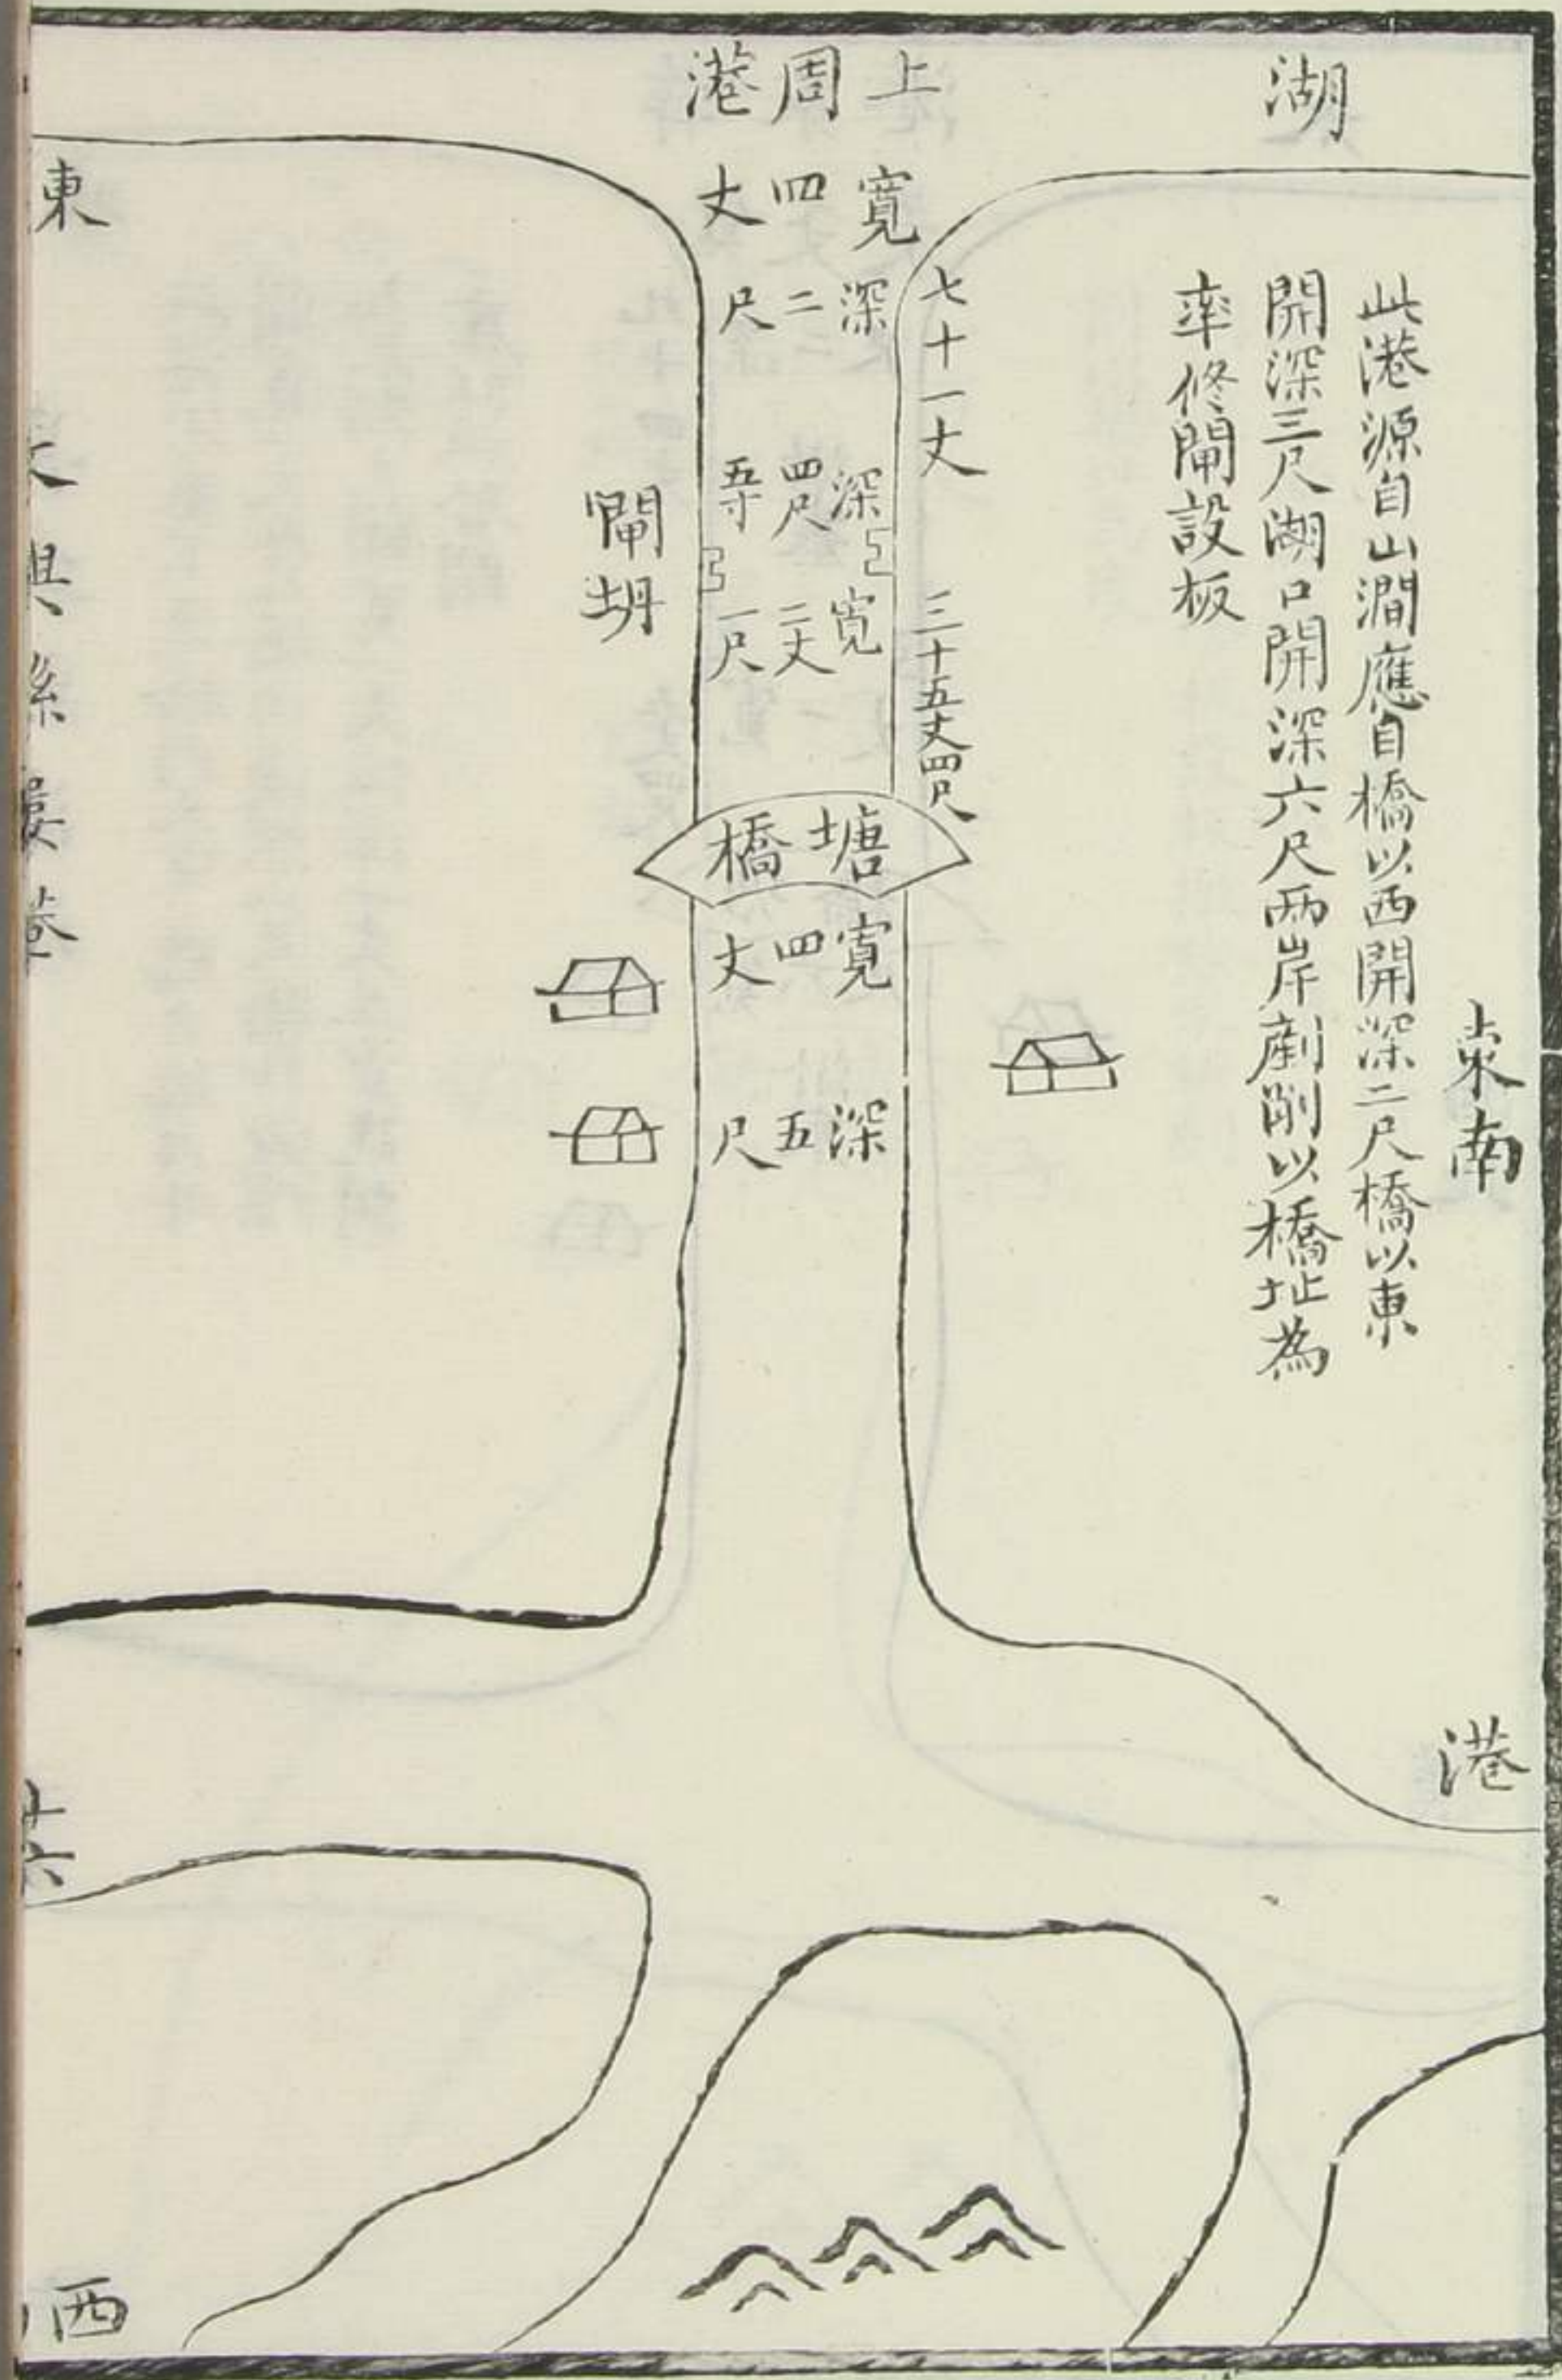 湖
上周港
寬四丈
深二尺
七十一丈
深四尺五寸
閘坍
寬二丈一尺
三十五丈四尺
塘橋
寬四丈
深五尺
東南
此港源自山澗應自橋以西開深二尺橋以東
開深三尺湖口開深六尺兩岸剷削以橋址為
率修閘設板
港
東
西